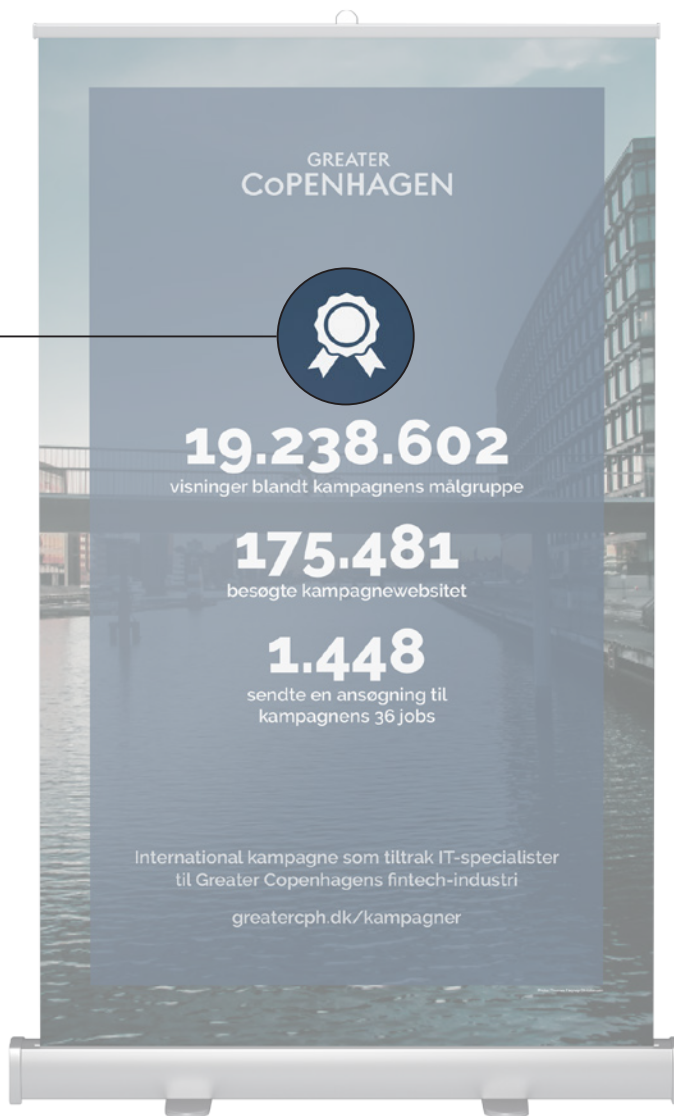 GREATER
COPENHAGEN
19.238.602
visninger blandt kampagnens målgruppe
175.481
besøgte kampagnewebsitet
1.448
sendte en ansøgning til
kampagnens 36 jobs
International kampagne som tiltrak IT-specialister
til Greater Copenhagens fintech-industri
greatercph.dk/kampagner